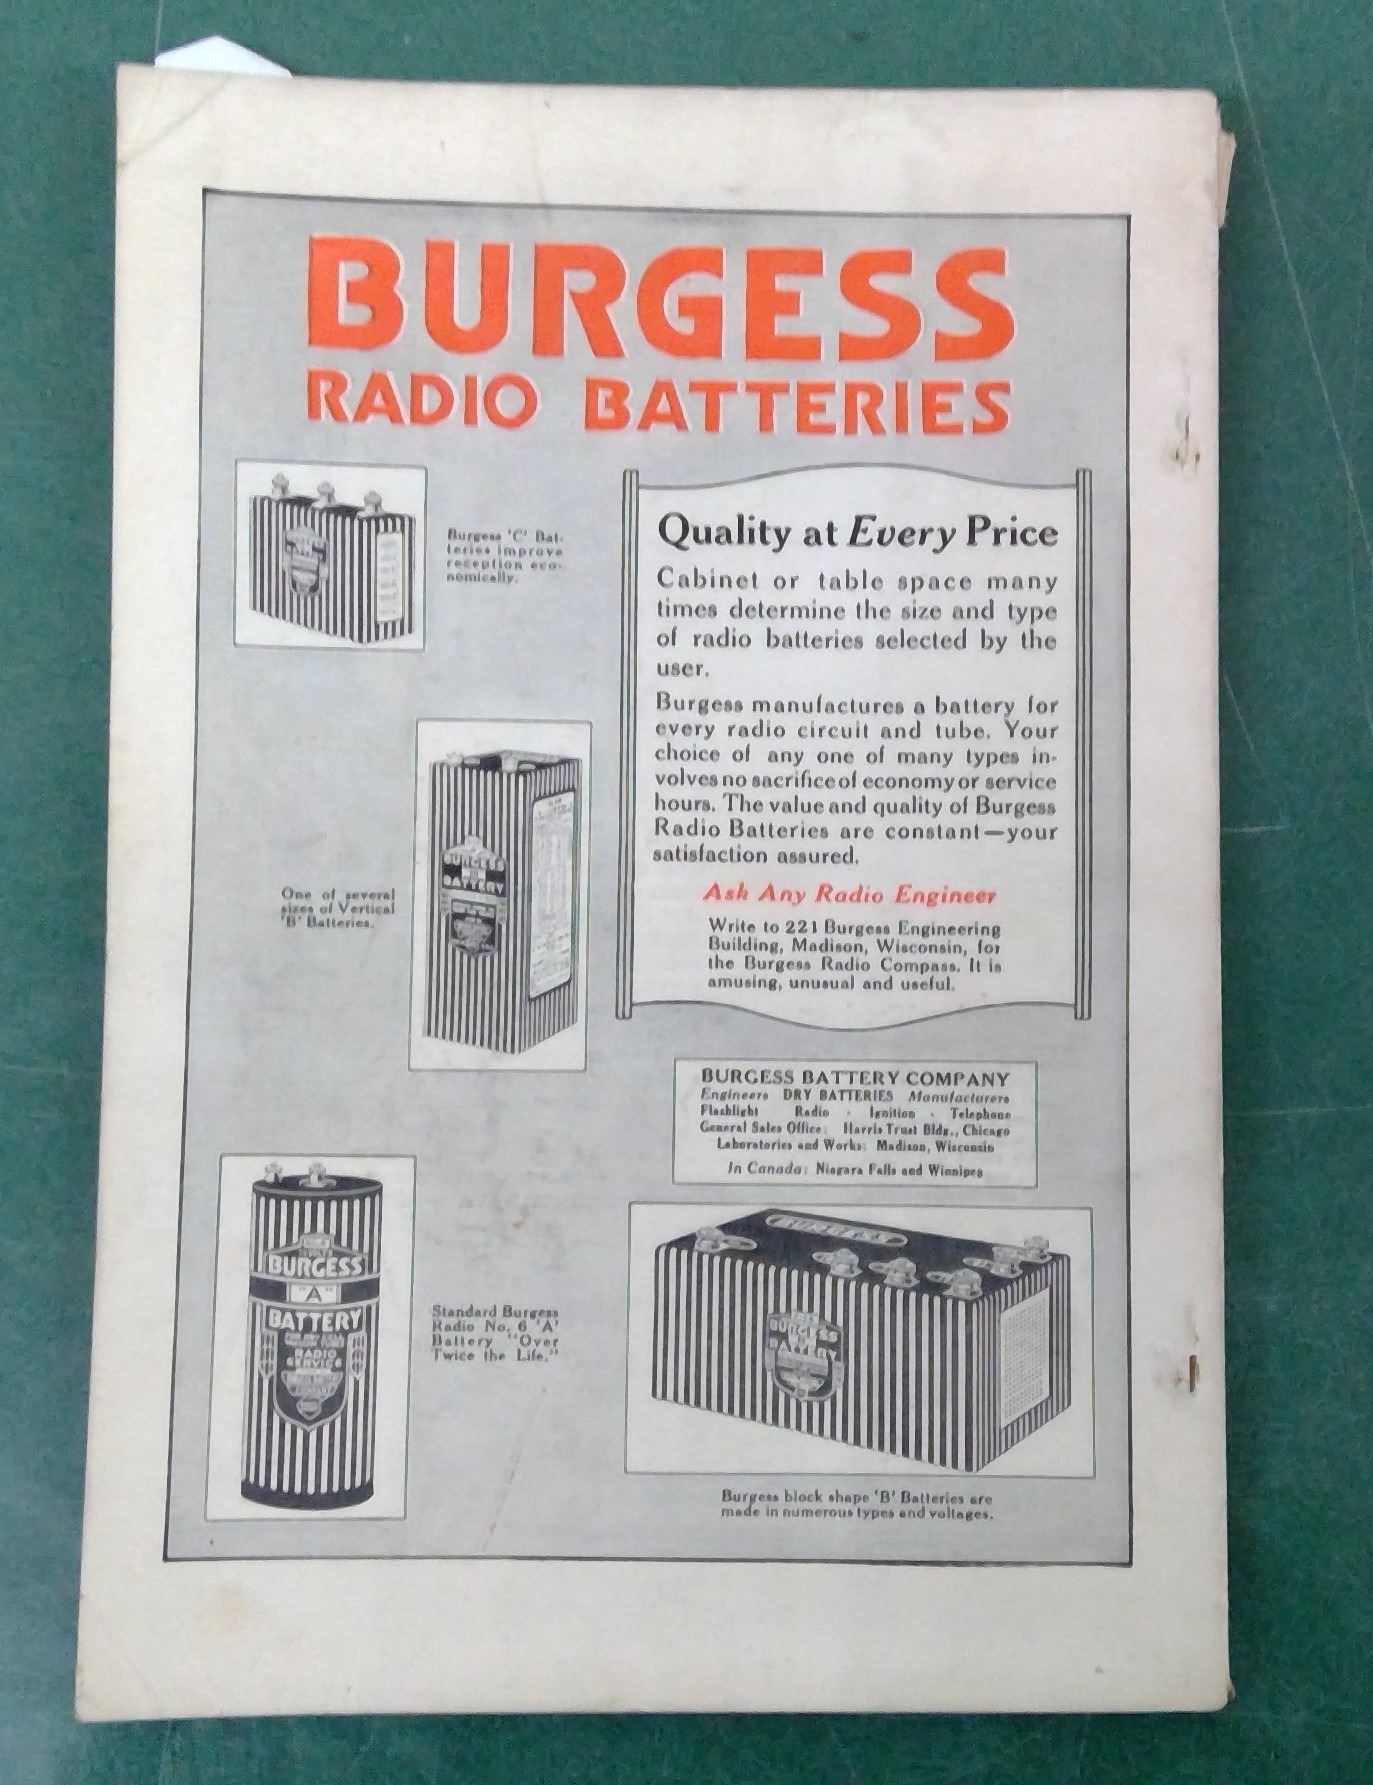 BURGESS
RADIO BATTERIES
Burgess 'C' Bat-
teries improve
reception eco-
nomically.
Quality at Every Price
Cabinet or table space many
times determine the size and type
of radio batteries selected by the
user.
Burgess manufactures a battery for
every radio circuit and tube. Your
choice of any one of many types in-
volves no sacrifice of economy or service
hours. The value and quality of Burgess
Radio Batteries are constant—your
satisfaction assured.
Ask Any Radio Engineer
Write to 221 Burgess Engineering
Building, Madison, Wisconsin, for
the Burgess Radio Compass. It is
amusing, unusual and useful.
BURGESS
BATTERY
One of several
sizes of Vertical
'B' Batteries.
BURGESS BATTERY COMPANY
Engineers DRY BATTERIES Manufacturers
Flashlight Radio - Ignition - Telephone
General Sales Office: Harris Trust Bldg., Chicago
Laboratories and Works: Madison, Wisconsin
In Canada: Niagara Falls and Winnipeg
BURGESS
"A"
BATTERY
RADIO
SERVICE
Standard Burgess
Radio No. 6 'A'
Battery "Over
Twice the Life."
BURGESS
BURGESS
BATTERY
Burgess block shape 'B' Batteries are
made in numerous types and voltages.